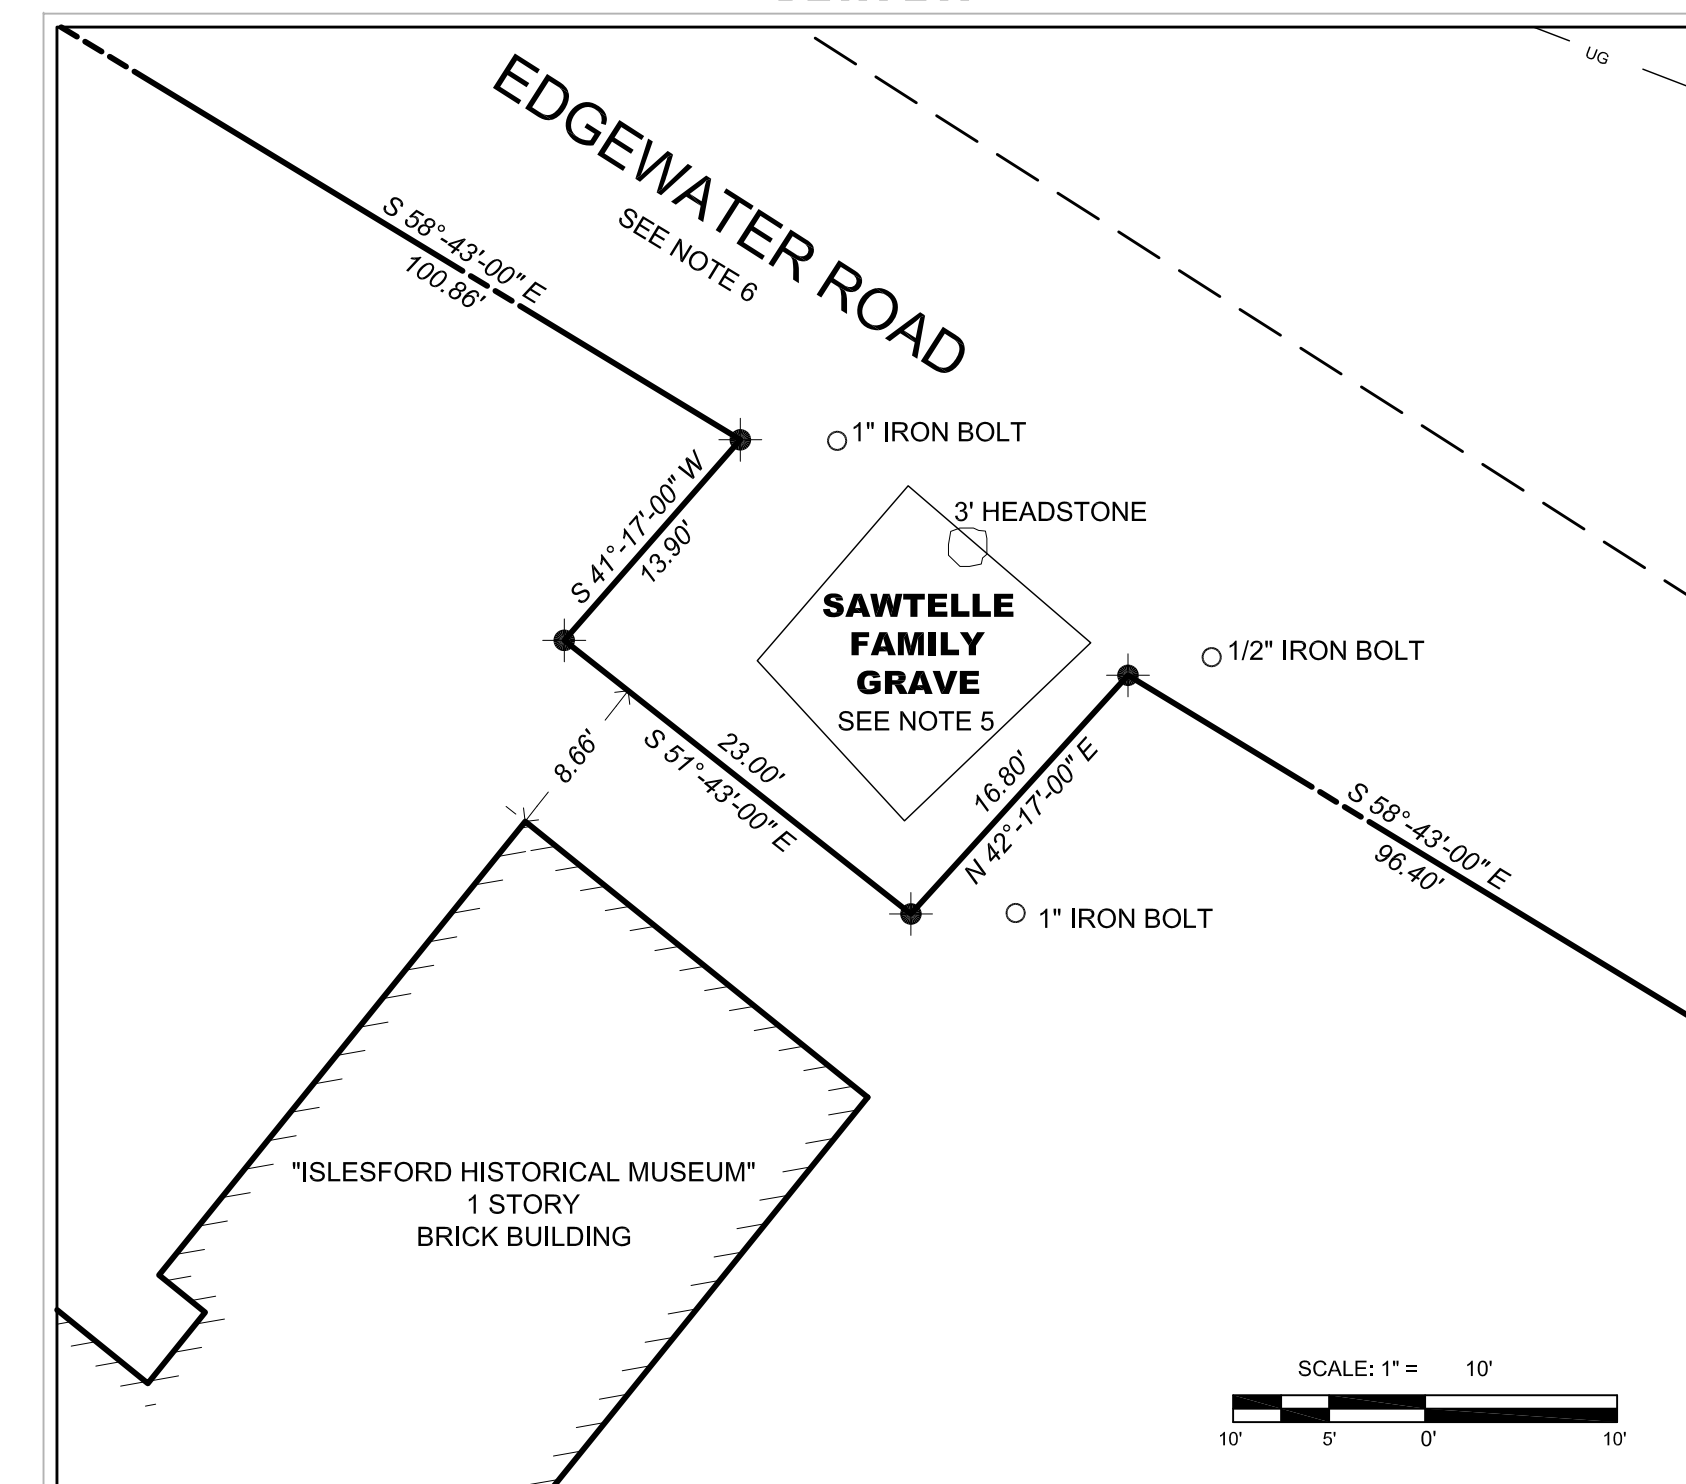 UG
EDGEWATER ROAD
SEE NOTE 6
S 58°-43'-00" E
100.86'
1" IRON BOLT
S 41°-17'-00" W
13.90'
3' HEADSTONE
SAWTELLE
FAMILY
GRAVE
SEE NOTE 5
1/2" IRON BOLT
8.66'
23.00'
S 51°-43'-00" E
16.80'
N 42°-17'-00" E
S 58°-43'-00" E
96.40'
1" IRON BOLT
"ISLESFORD HISTORICAL MUSEUM"
1 STORY
BRICK BUILDING
SCALE: 1" = 10'
10' 5' 0' 10'